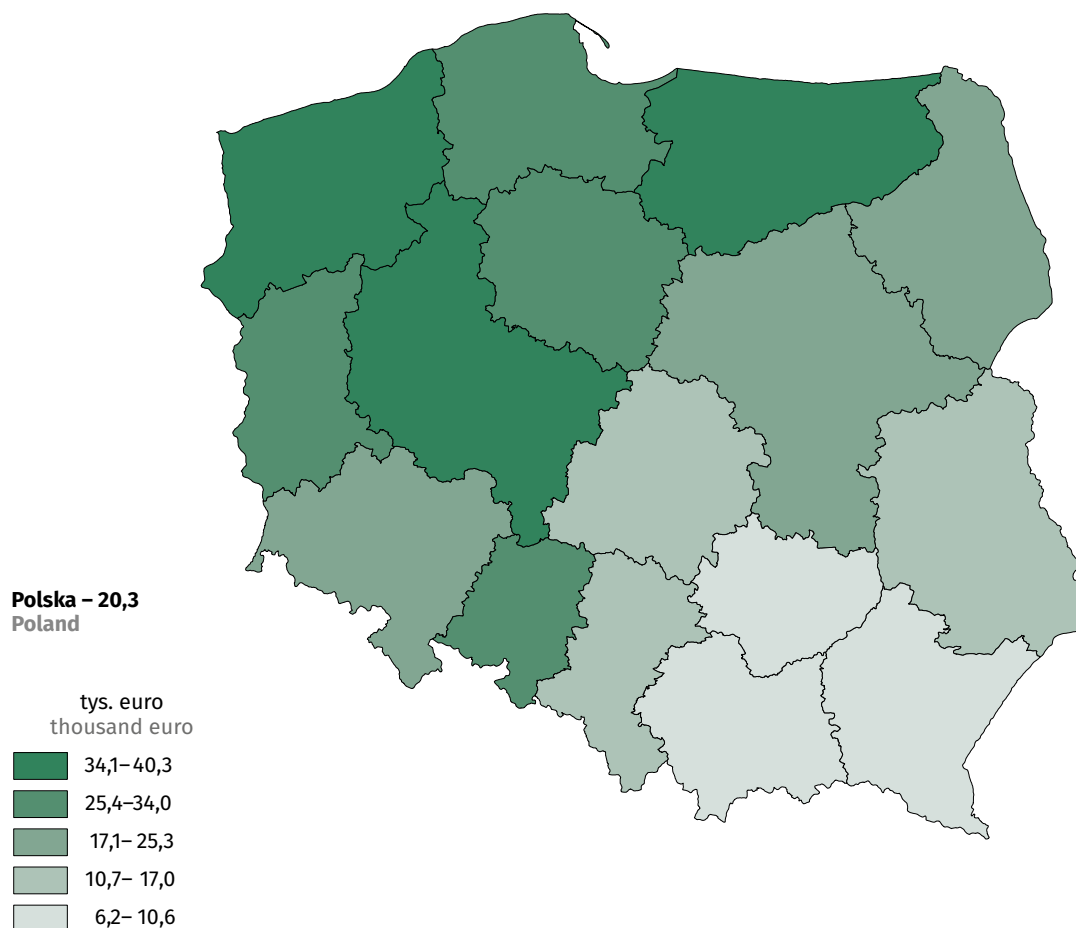 Polska – 20,3
Poland
tys. euro
thousand euro
34,1– 40,3
25,4–34,0
17,1– 25,3
10,7– 17,0
6,2– 10,6